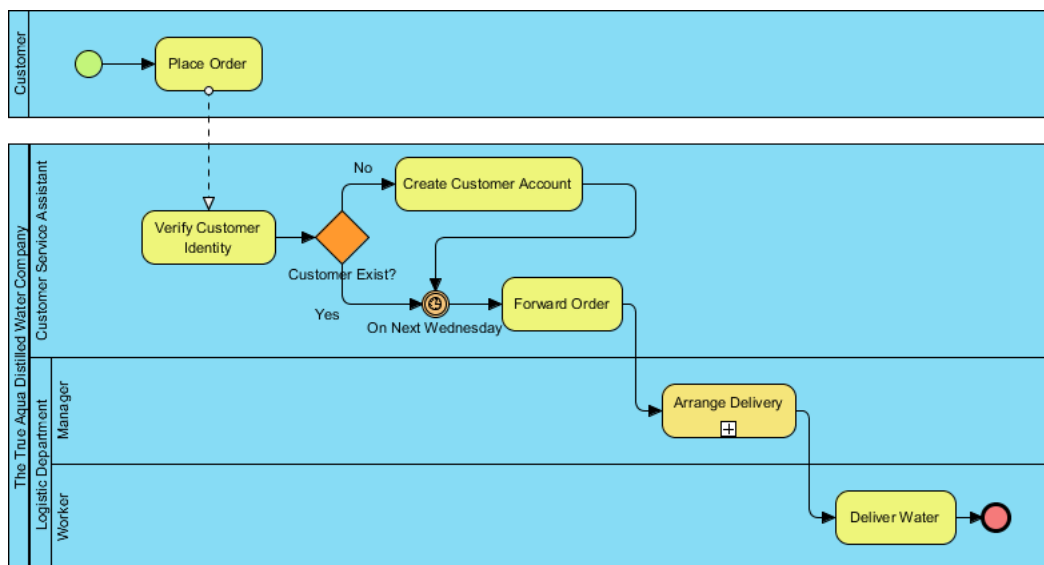 Customer
Place Order
The True Aqua Distilled Water Company
Customer Service Assistant
No
Create Customer Account
Verify Customer
Identity
Customer Exist?
Yes
On Next Wednesday
Forward Order
Logistic Department
Manager
Arrange Delivery
Worker
Deliver Water